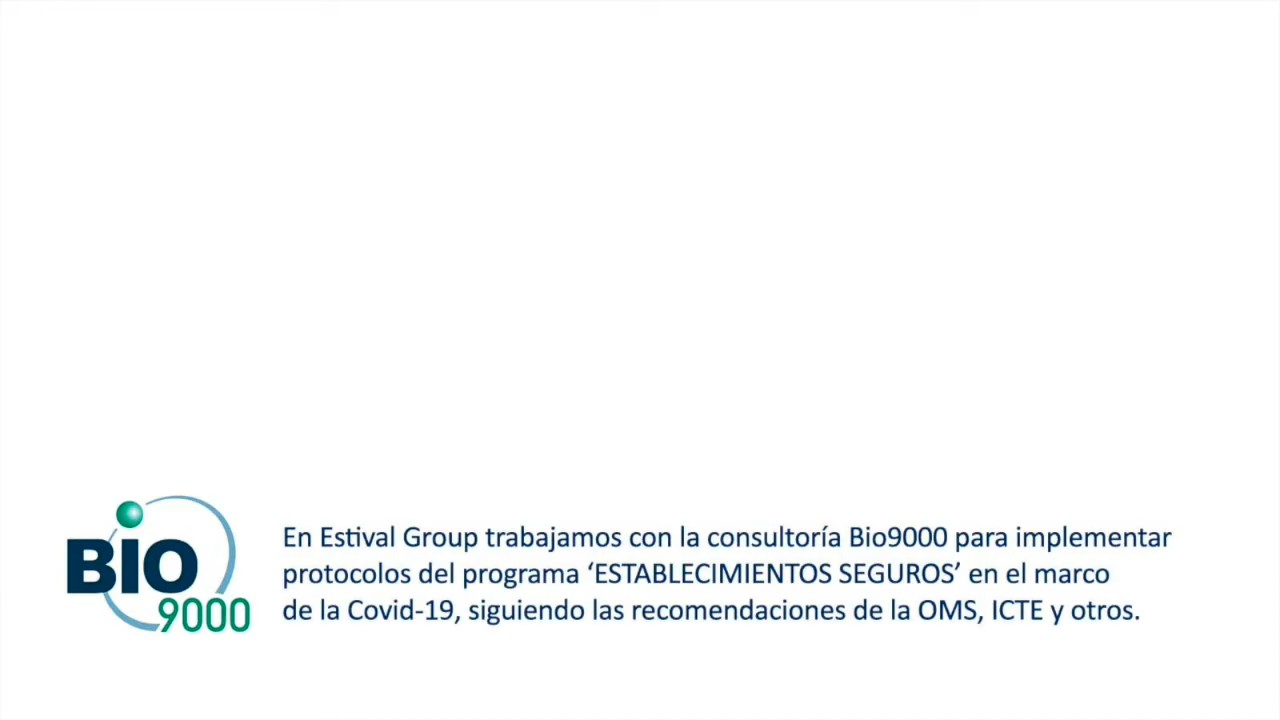 BIO
9000
En Estival Group trabajamos con la consultoría Bio9000 para implementar
protocolos del programa ‘ESTABLECIMIENTOS SEGUROS’ en el marco
de la Covid-19, siguiendo las recomendaciones de la OMS, ICTE y otros.